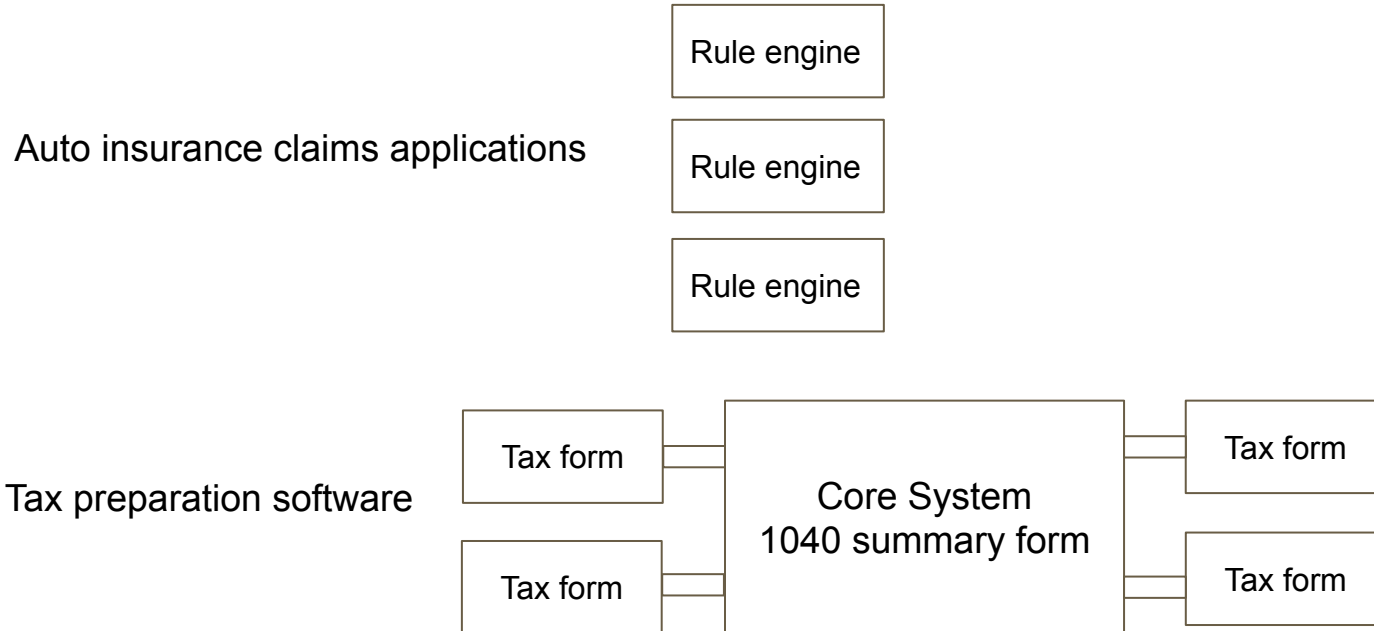 Rule engine
Auto insurance claims applications
Rule engine
Rule engine
Tax form
Tax form
Tax preparation software
Core System
1040 summary form
Tax form
Tax form